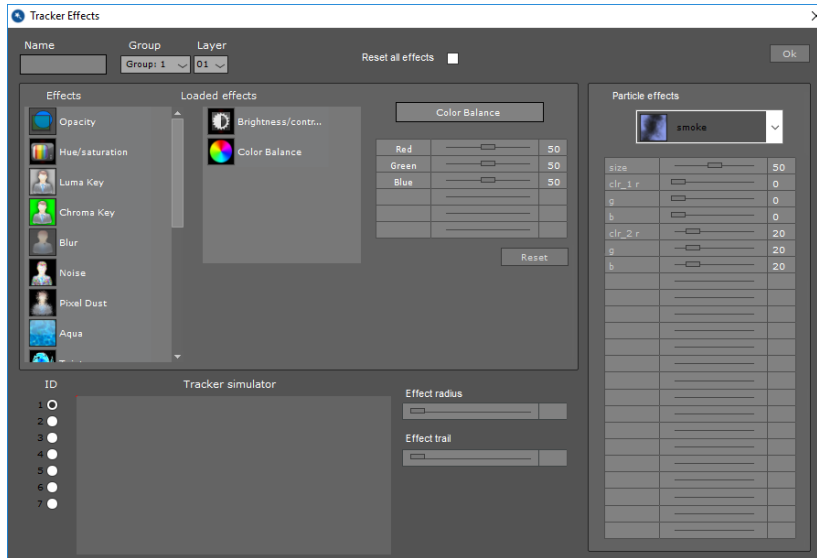 Tracker Effects
Name Group Layer
Group: 1 01
Reset all effects
Ok
Effects Loaded effects
Opacity
Hue/saturation
Luma Key
Chroma Key
Blur
Noise
Pixel Dust
Aqua
Brightness/contr...
Color Balance
Color Balance
Red 50
Green 50
Blue 50
Reset
Particle effects
smoke
size 50
clr_1 r 0
g 0
b 0
clr_2 r 20
g 20
b 20
ID Tracker simulator
1
2
3
4
5
6
7
Effect radius
Effect trail